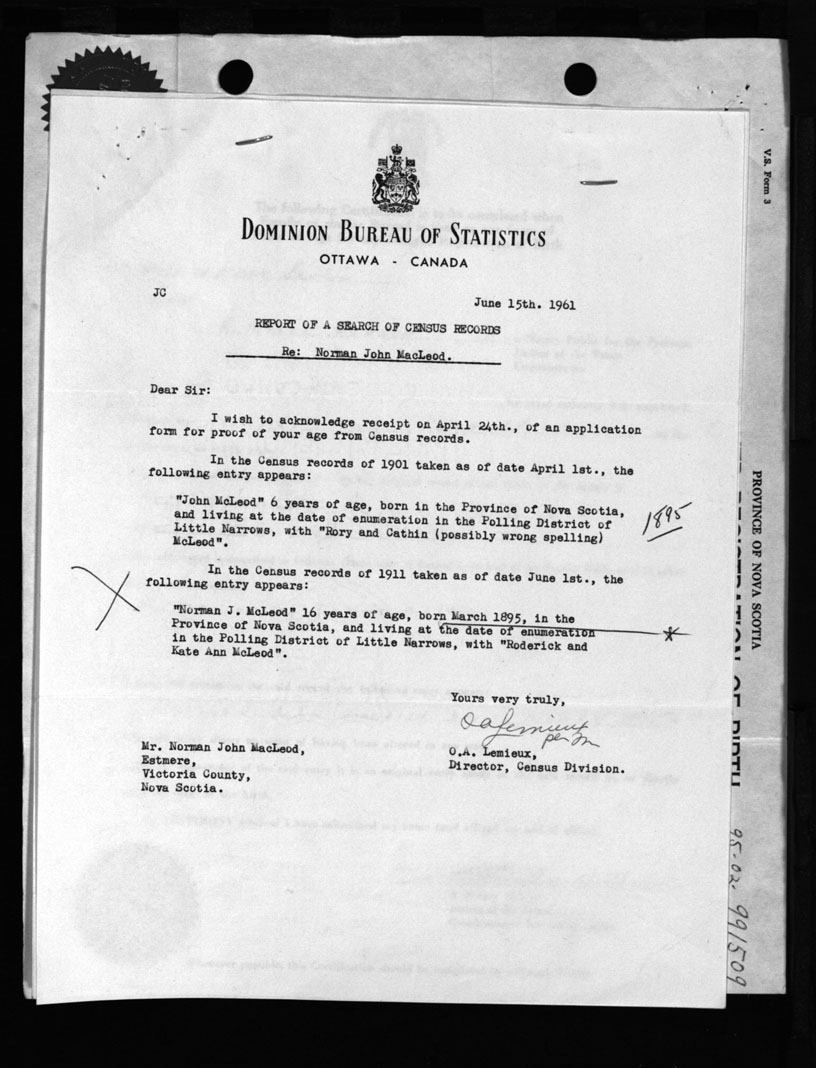 DOMINION BUREAU OF STATISTICS
OTTAWA - CANADA
JC
June 15th. 1961
REPORT OF A SEARCH OF CENSUS RECORDS
Re: Norman John MacLeod.
Dear Sir:
I wish to acknowledge receipt on April 24th., of an application
form for proof of your age from Census records.
In the Census records of 1901 taken as of date April 1st., the
following entry appears:
"John McLeod" 6 years of age, born in the Province of Nova Scotia,
and living at the date of enumeration in the Polling District of
Little Narrows, with "Rory and Cathin (possibly wrong spelling)
McLeod".
1895
In the Census records of 1911 taken as of date June 1st., the
following entry appears:
"Norman J. McLeod" 16 years of age, born March 1895, in the
Province of Nova Scotia, and living at the date of enumeration
in the Polling District of Little Narrows, with "Roderick and
Kate Ann McLeod".
Yours very truly,
OALemieux
per
O.A. Lemieux,
Director, Census Division.
Mr. Norman John MacLeod,
Estmere,
Victoria County,
Nova Scotia.
V.S. Form 3
PROVINCE OF NOVA SCOTIA
REGISTRATION OF BIRTH
95-02-991509